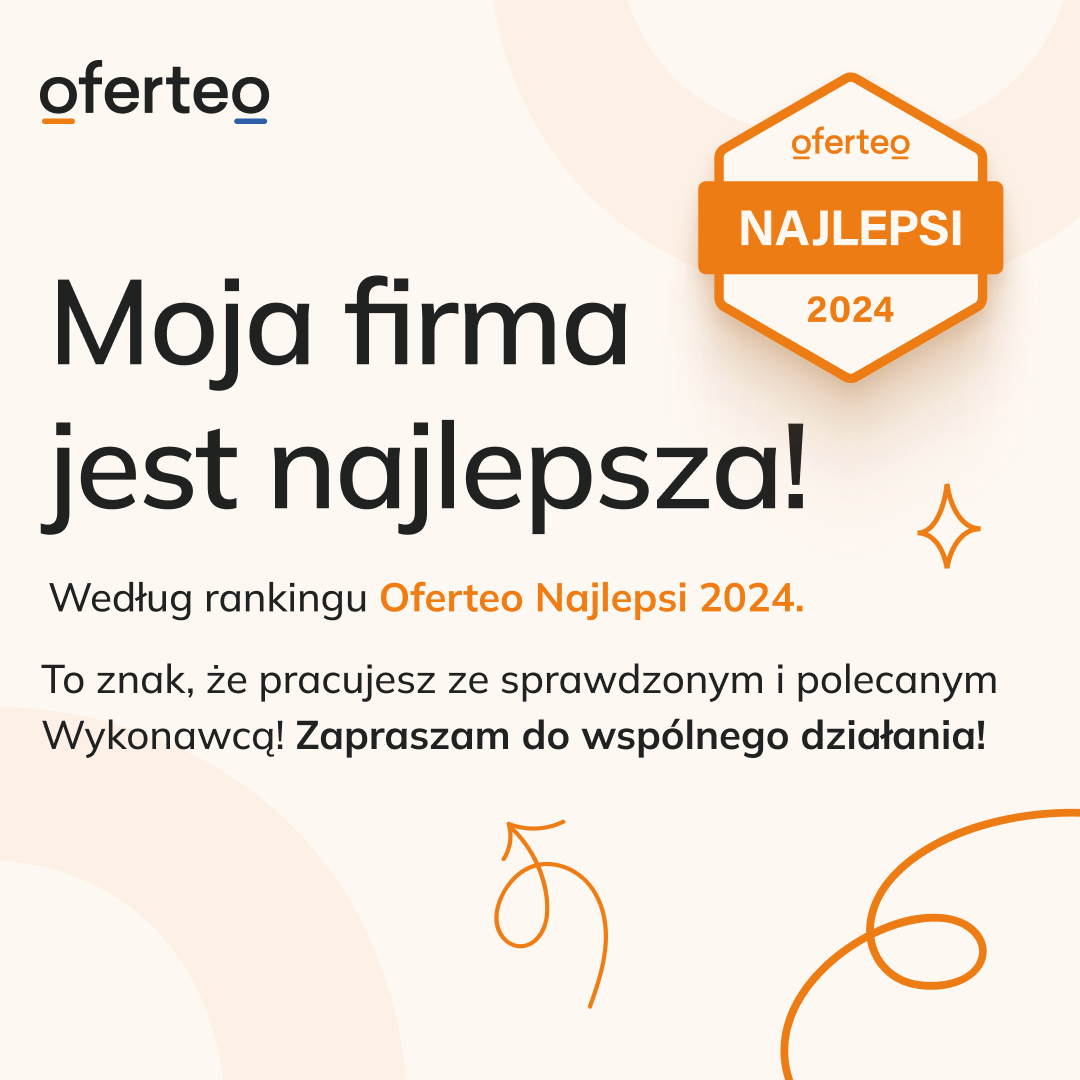 oferteo
oferteo
NAJLEPSI
2024
Moja firma
jest najlepsza!
Według rankingu Oferteo Najlepsi 2024.
To znak, że pracujesz ze sprawdzonym i polecanym
Wykonawcą! Zapraszam do wspólnego działania!